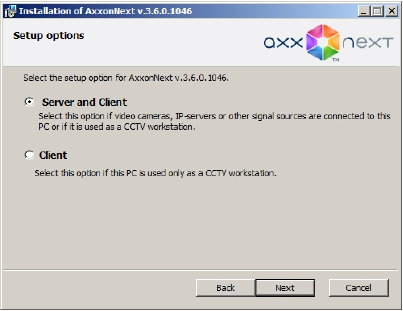 Installation of AxxonNext v.3.6.0.1046
Setup options
axx next
TM
Select the setup option for AxxonNext v.3.6.0.1046.
Server and Client
Select this option if video cameras, IP-servers or other signal sources are connected to this
PC or if it is used as a CCTV workstation.
Client
Select this option if this PC is used only as a CCTV workstation.
Back
Next
Cancel